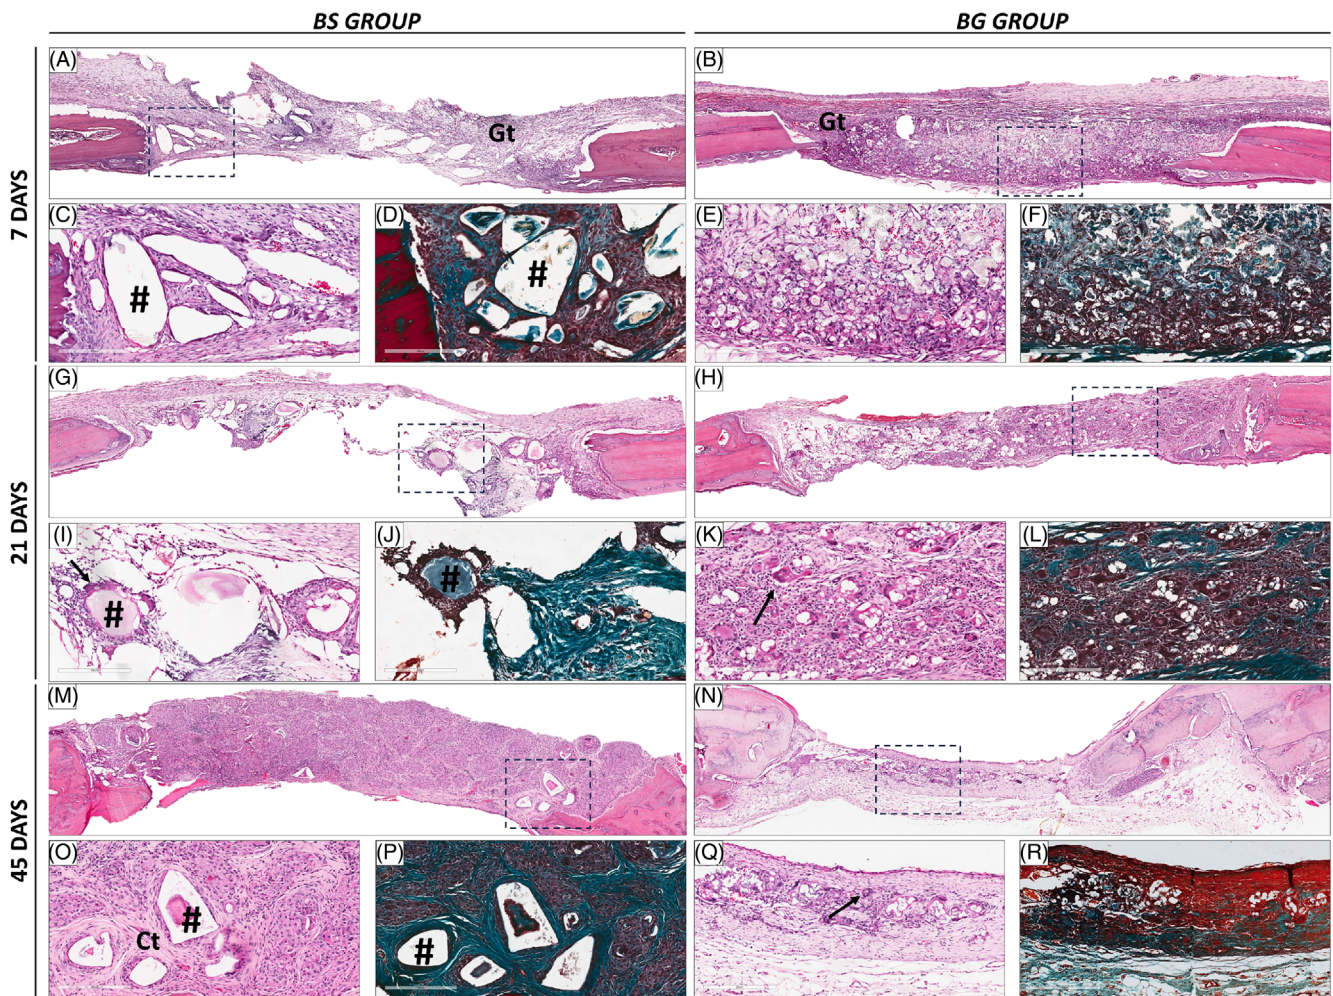 BS GROUP
BG GROUP
7 DAYS
(A)
Gt
(B)
Gt
(C)
#
(D)
#
(E)
(F)
21 DAYS
(G)
(H)
(I)
#
(J)
#
(K)
(L)
45 DAYS
(M)
(N)
(O)
#
Ct
(P)
#
(Q)
(R)